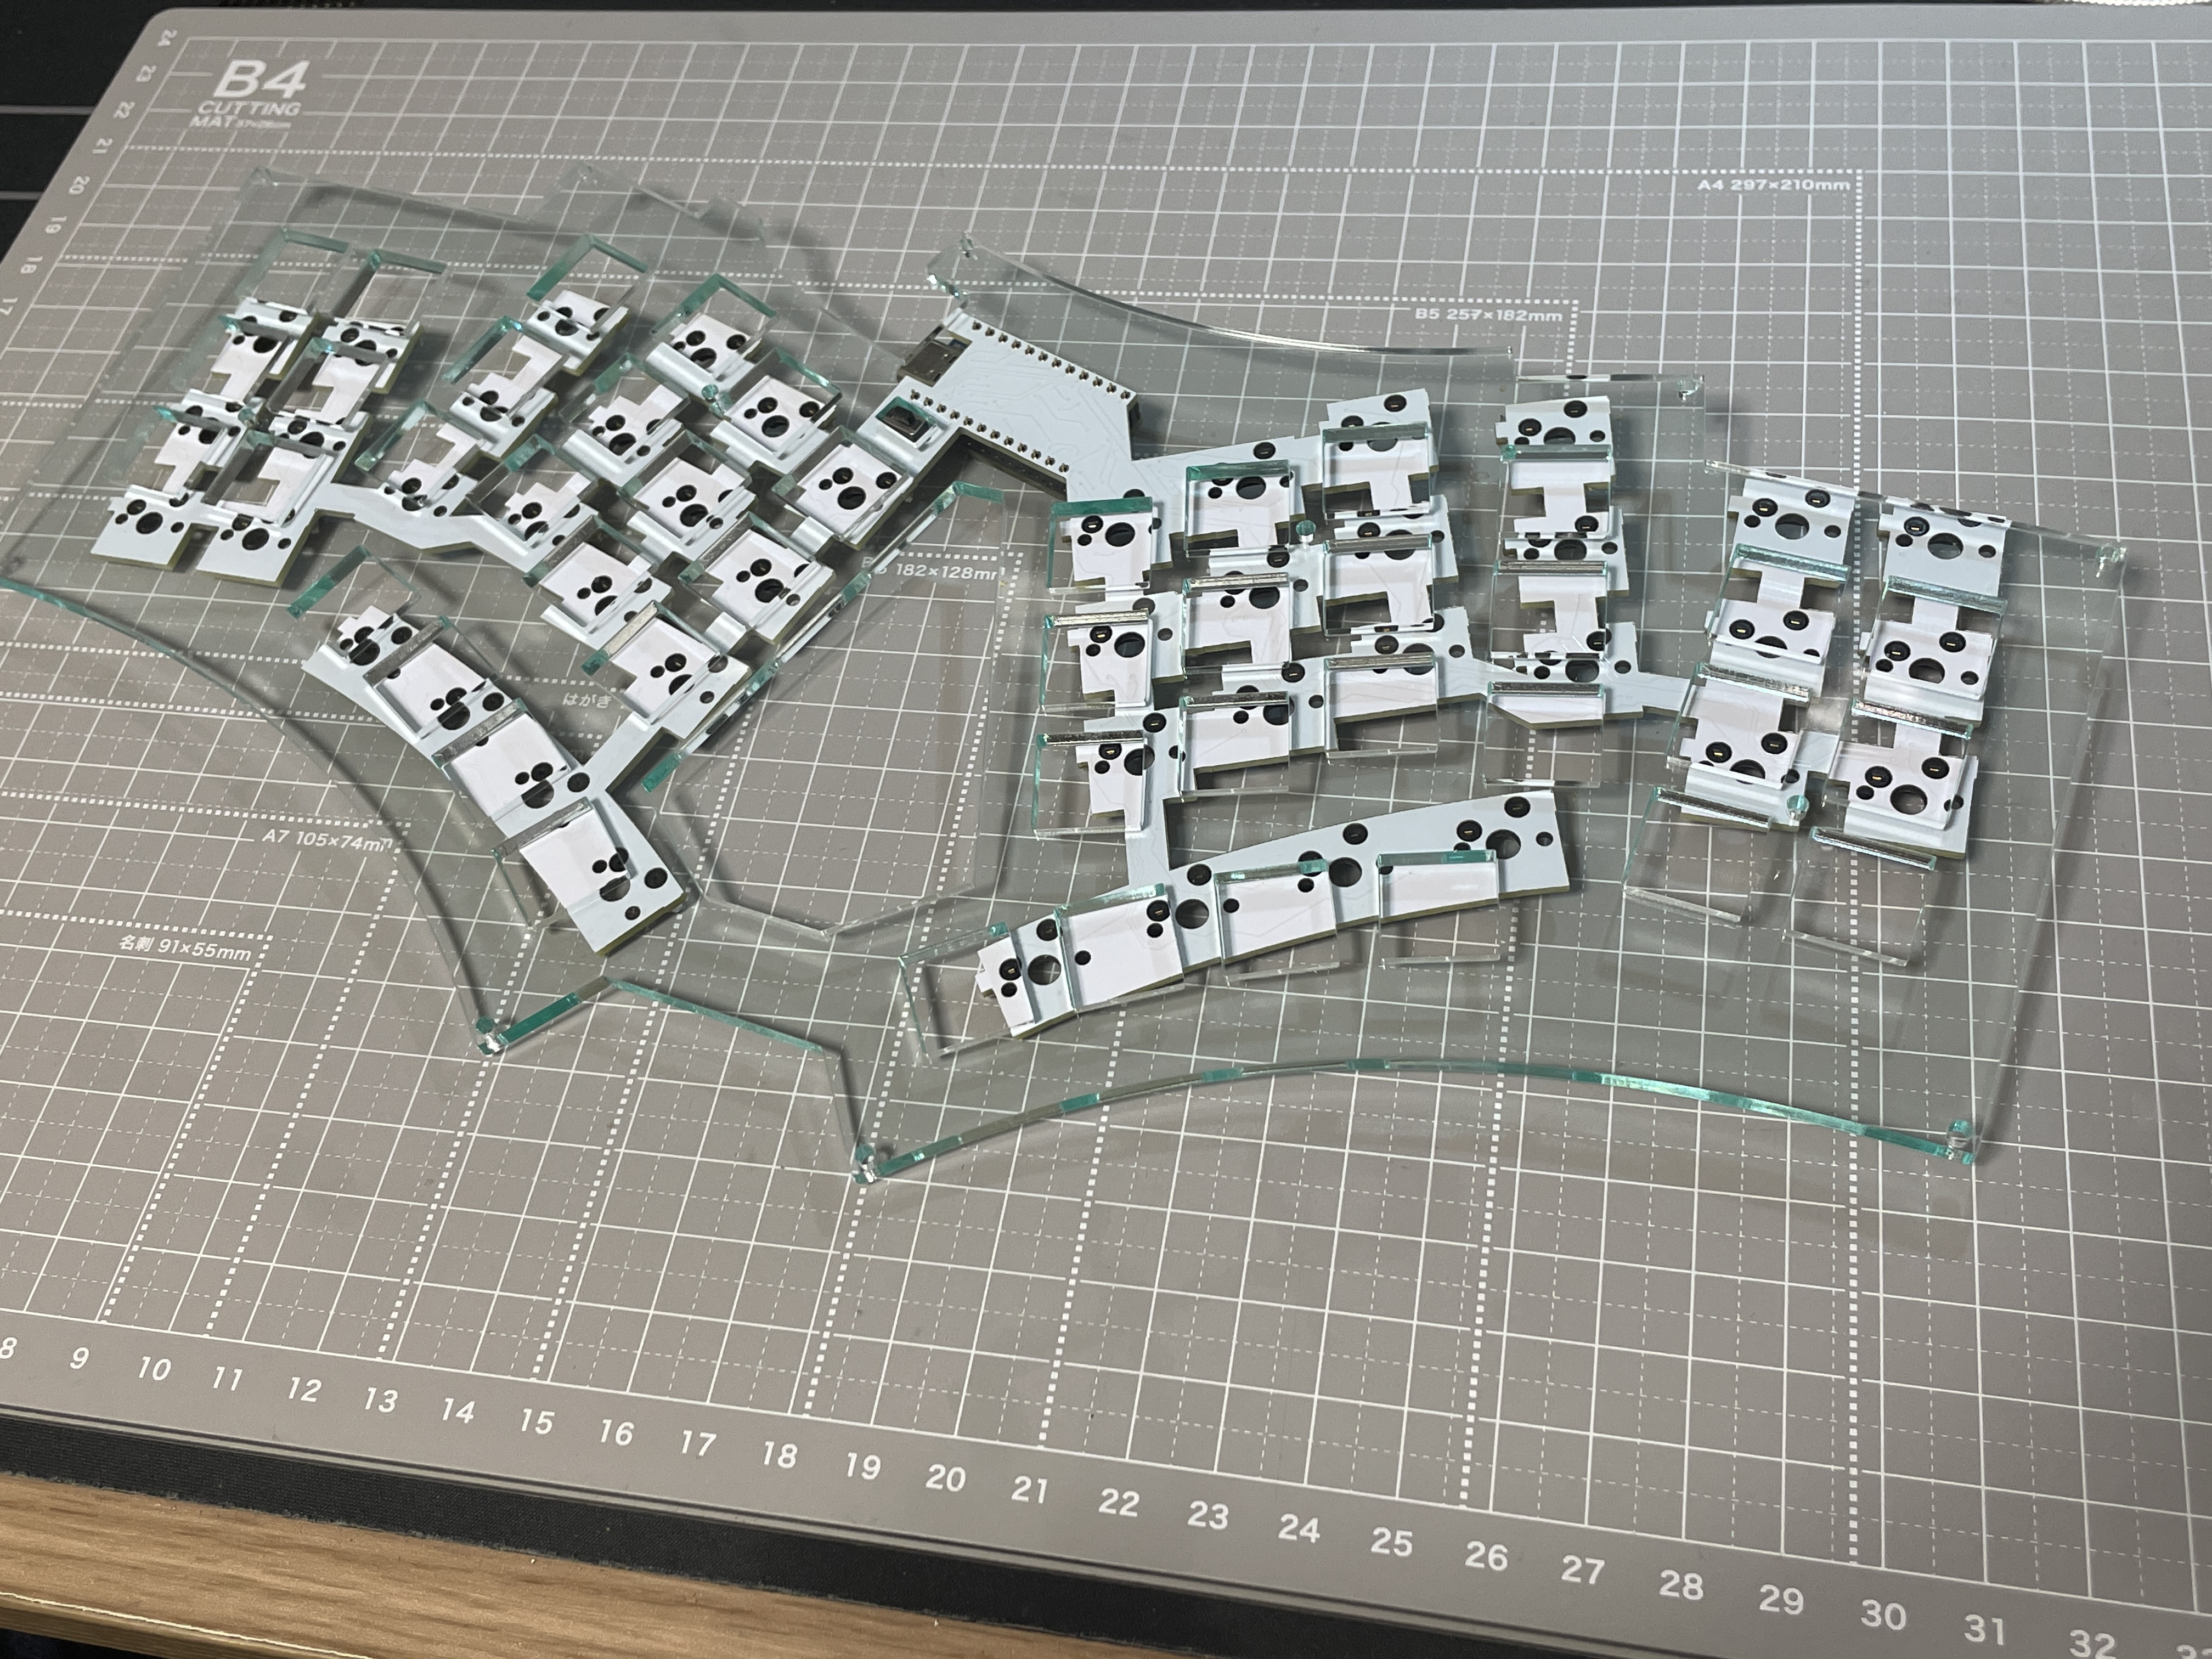 B4
CUTTING
MAT
24
23
22
21
20
19
18
17
A4 297×210mm
B5 257×182mm
182×128mm
はがき
A7 105×74mm
名刺 91×55mm
8 9 10 11 12 13 14 15 16 17 18 19 20 21 22 23 24 25 26 27 28 29 30 31 32